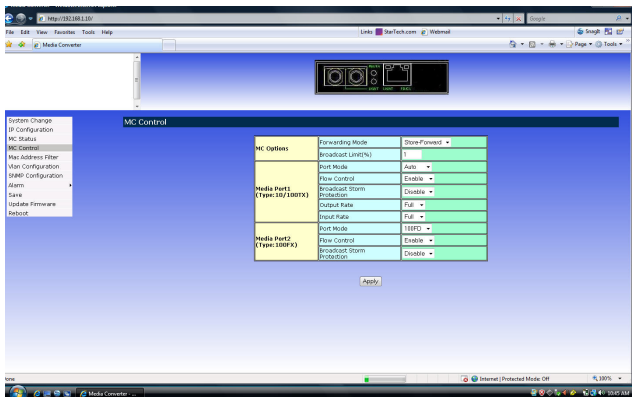 http://192.168.1.10/
Google
File Edit View Favorites Tools Help
Links StarTech.com Webmail
SnagIt
Media Converter
Page Tools
System Change
IP Configuration
MC Status
MC Control
Mac Address Filter
Vlan Configuration
SNMP Configuration
Alarm
Save
Update Firmware
Reboot
MC Control
MC Options
Forwarding Mode Store-Forward
Broadcast Limit(%) 1
Media Port1
(Type:10/100TX)
Port Mode Auto
Flow Control Enable
Broadcast Storm
Protection Disable
Output Rate Full
Input Rate Full
Media Port2
(Type:100FX)
Port Mode 100FD
Flow Control Enable
Broadcast Storm
Protection Disable
Apply
Internet | Protected Mode: Off
100%
Media Converter - ...
10:45 AM